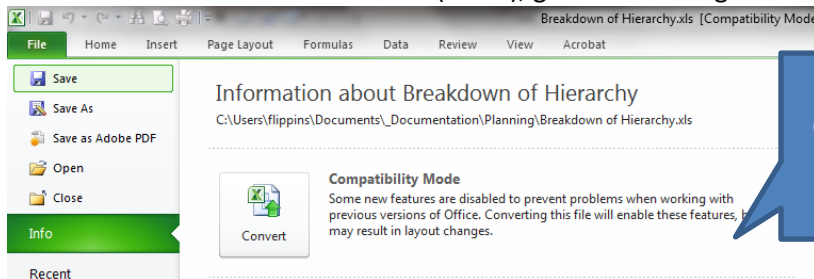 Breakdown of Hierarchy.xls [Compatibility Mode
File Home Insert Page Layout Formulas Data Review View Acrobat
Save
Save As
Save as Adobe PDF
Open
Close
Info
Recent
Information about Breakdown of Hierarchy
C:\Users\flippins\Documents\_Documentation\Planning\Breakdown of Hierarchy.xls
Convert
Compatibility Mode
Some new features are disabled to prevent problems when working with
previous versions of Office. Converting this file will enable these features,
may result in layout changes.